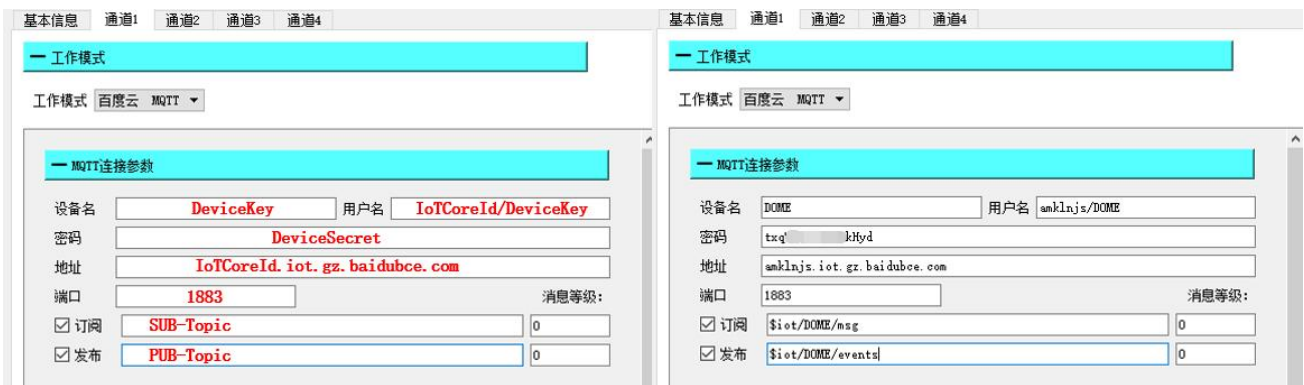 基本信息 通道1 通道2 通道3 通道4
一 工作模式
工作模式 百度云 MQTT
一 MQTT连接参数
设备名 DeviceKey 用户名 IoTCoreId/DeviceKey
密码 DeviceSecret
地址 IoTCoreId.iot.gz.baidubce.com
端口 1883 消息等级:
订阅 SUB-Topic 0
发布 PUB-Topic 0
基本信息 通道1 通道2 通道3 通道4
一 工作模式
工作模式 百度云 MQTT
一 MQTT连接参数
设备名 DOME 用户名 amklnjs/DOME
密码 txq kHyd
地址 amklnjs.iot.gz.baidubce.com
端口 1883 消息等级:
订阅 $iot/DOME/msg 0
发布 $iot/DOME/events 0